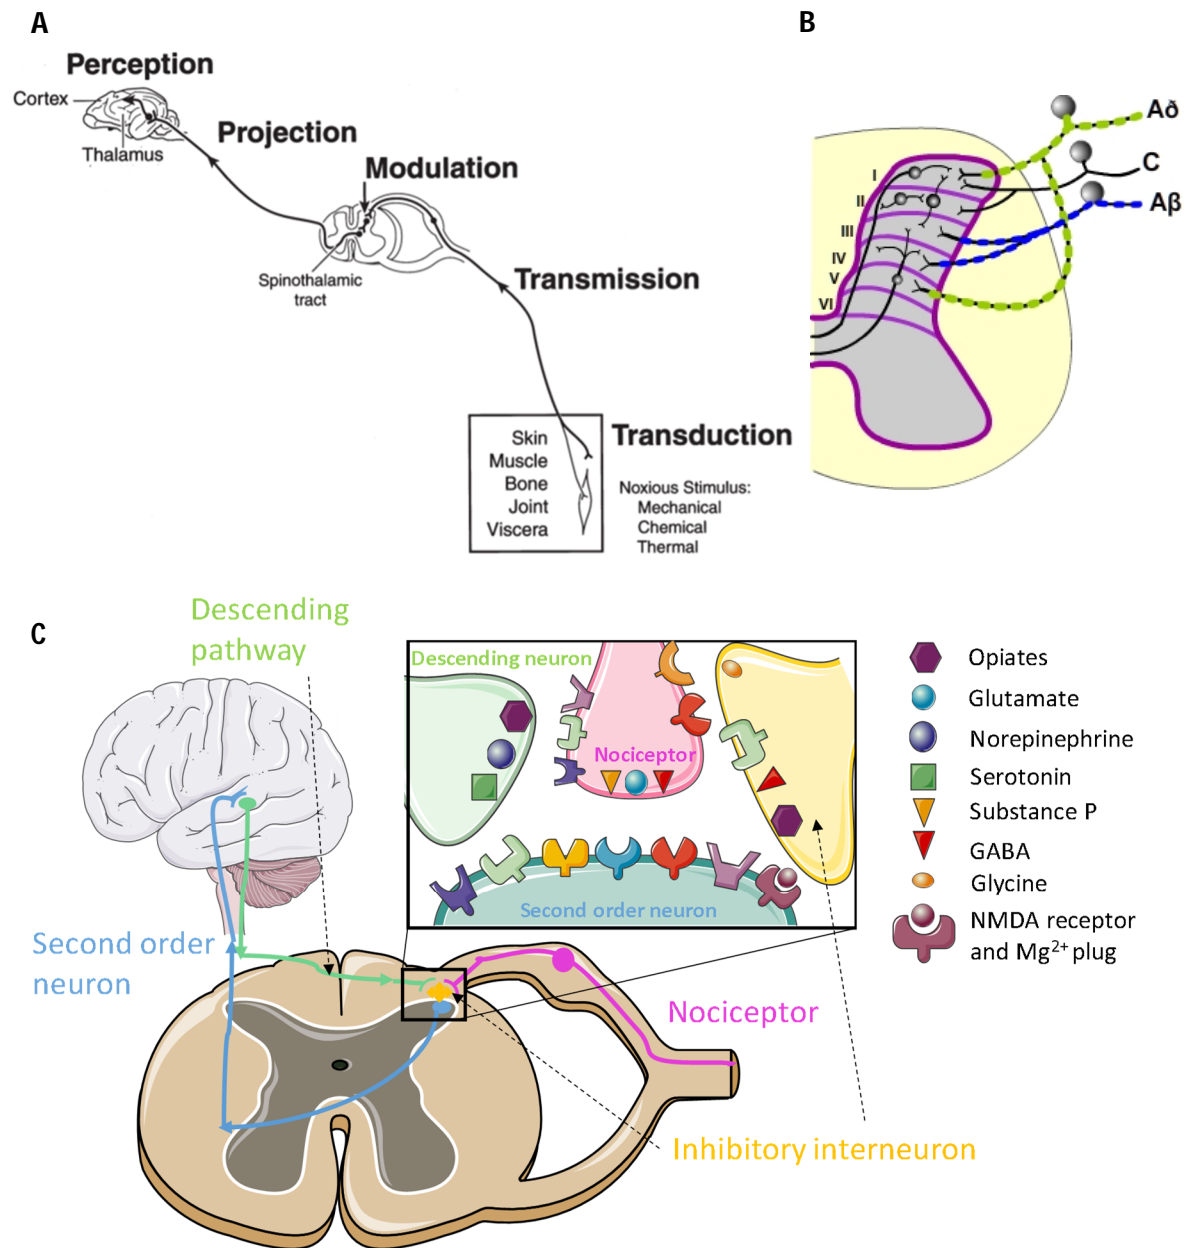 A
Perception
Cortex
Thalamus
Projection
Modulation
Spinothalamic
tract
Transmission
Skin
Muscle
Bone
Joint
Viscera
Transduction
Noxious Stimulus:
Mechanical
Chemical
Thermal
B
I
II
III
IV
V
VI
Að
C
Aβ
C
Descending
pathway
Second order
neuron
Descending neuron
Nociceptor
Second order neuron
Nociceptor
Inhibitory interneuron
Opiates
Glutamate
Norepinephrine
Serotonin
Substance P
GABA
Glycine
NMDA receptor
and Mg²⁺ plug